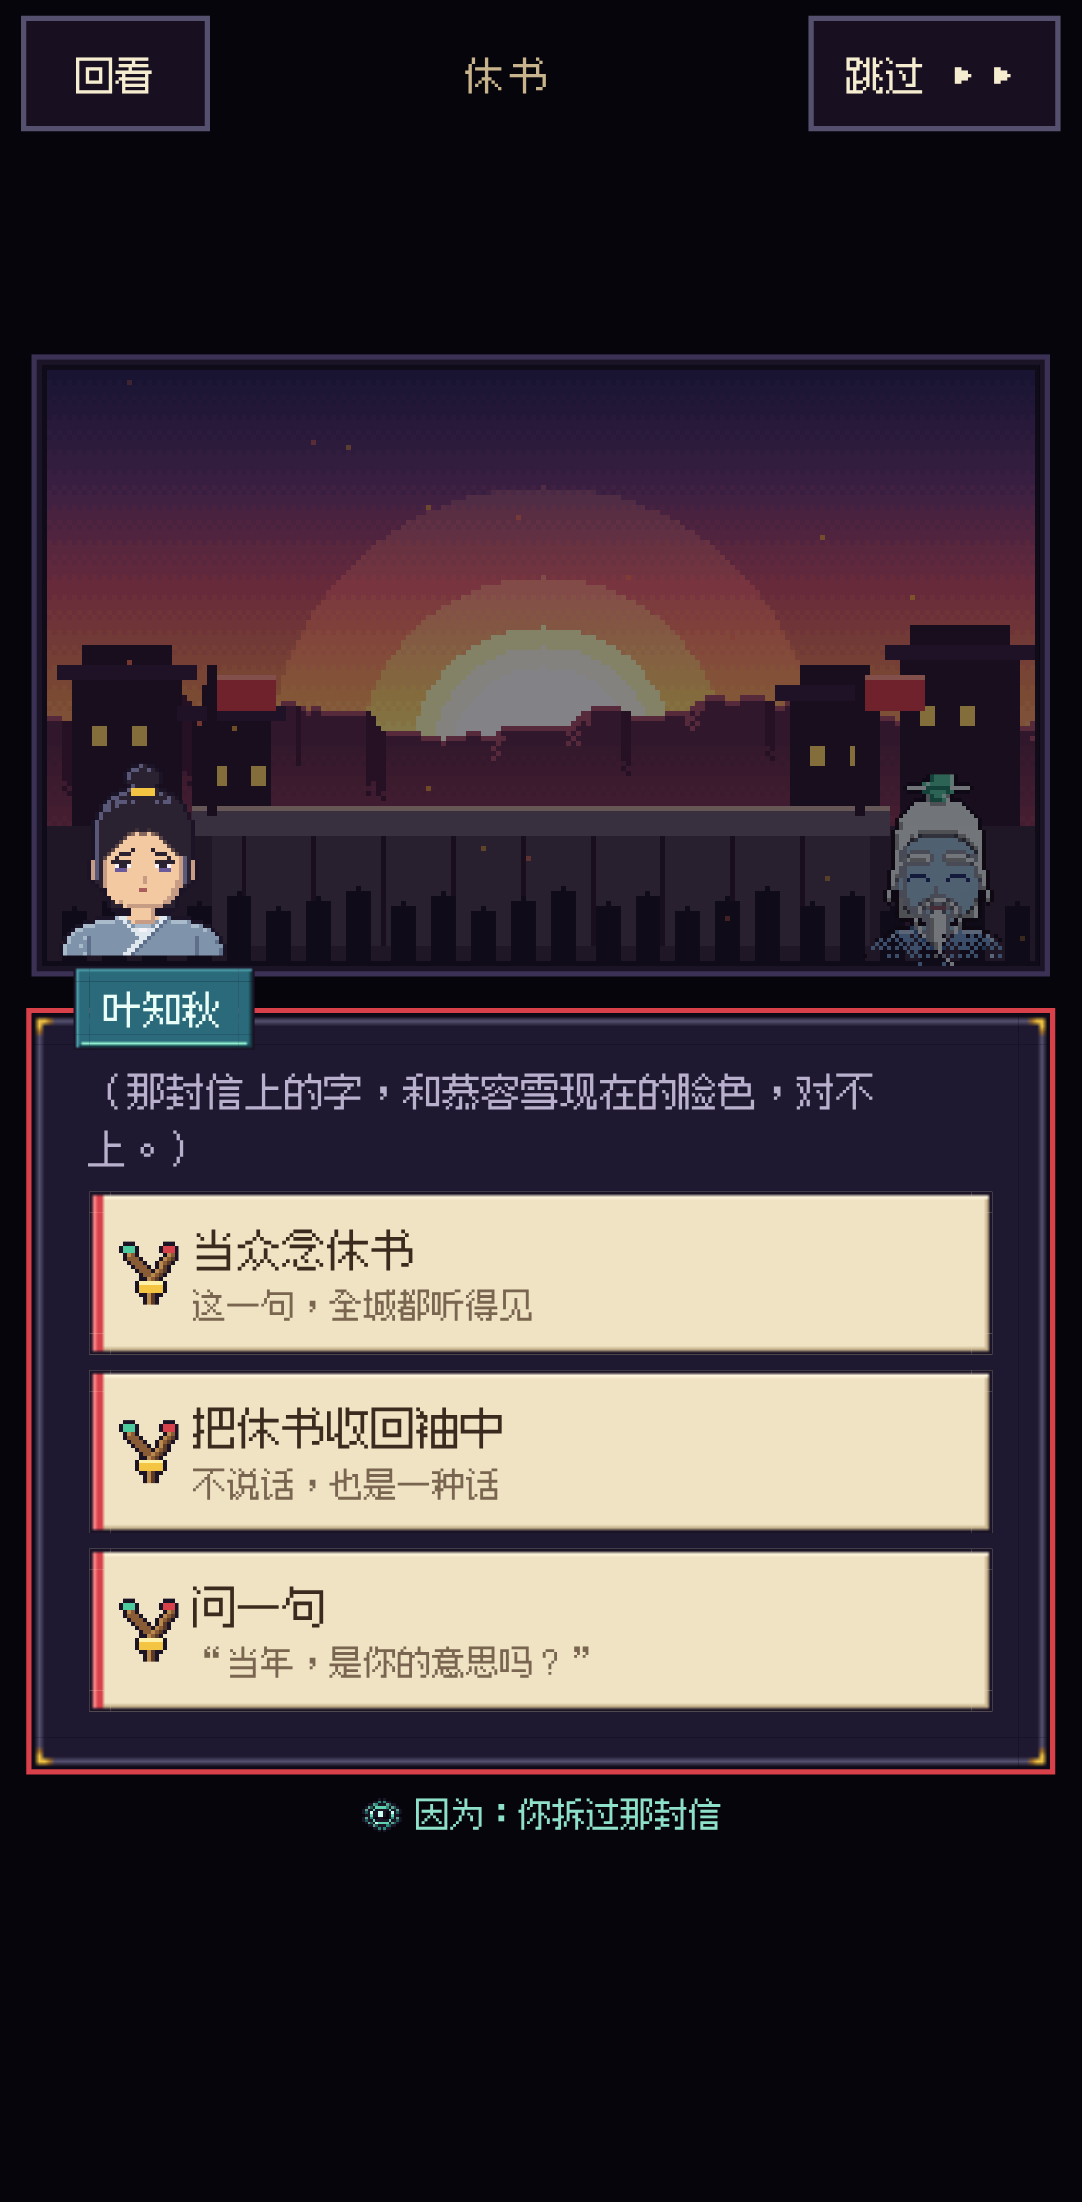 回看
休书
跳过 ▶ ▶
叶知秋
（那封信上的字，和慕容雪现在的脸色，对不
上。）
当众念休书
这一句，全城都听得见
把休书收回袖中
不说话，也是一种话
问一句
“当年，是你的意思吗？”
因为：你拆过那封信